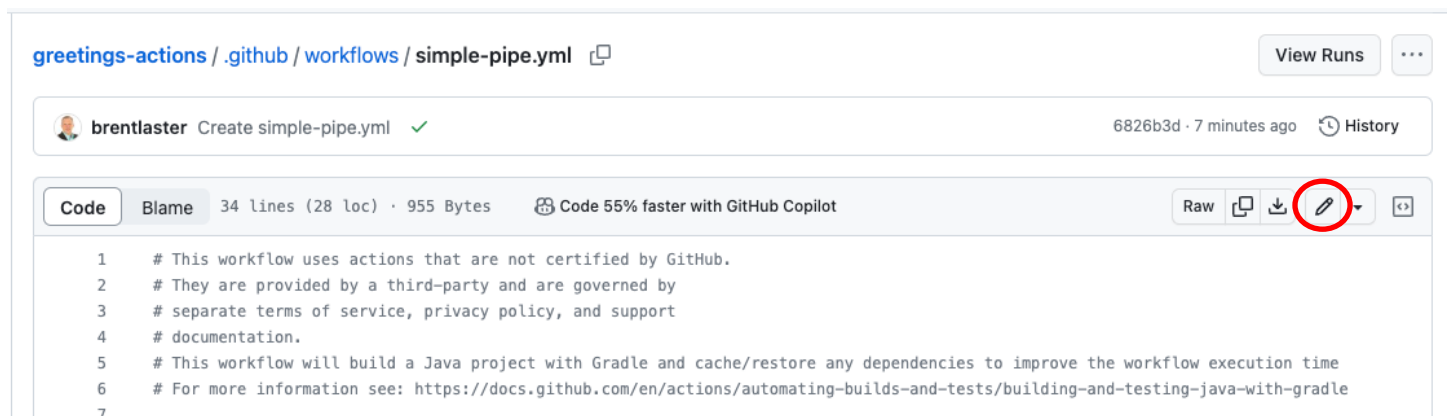 greetings-actions / .github / workflows / simple-pipe.yml View Runs ...
brentlaster Create simple-pipe.yml 6826b3d · 7 minutes ago History
Code Blame 34 lines (28 loc) · 955 Bytes Code 55% faster with GitHub Copilot Raw
1 # This workflow uses actions that are not certified by GitHub.
2 # They are provided by a third-party and are governed by
3 # separate terms of service, privacy policy, and support
4 # documentation.
5 # This workflow will build a Java project with Gradle and cache/restore any dependencies to improve the workflow execution time
6 # For more information see: https://docs.github.com/en/actions/automating-builds-and-tests/building-and-testing-java-with-gradle
7